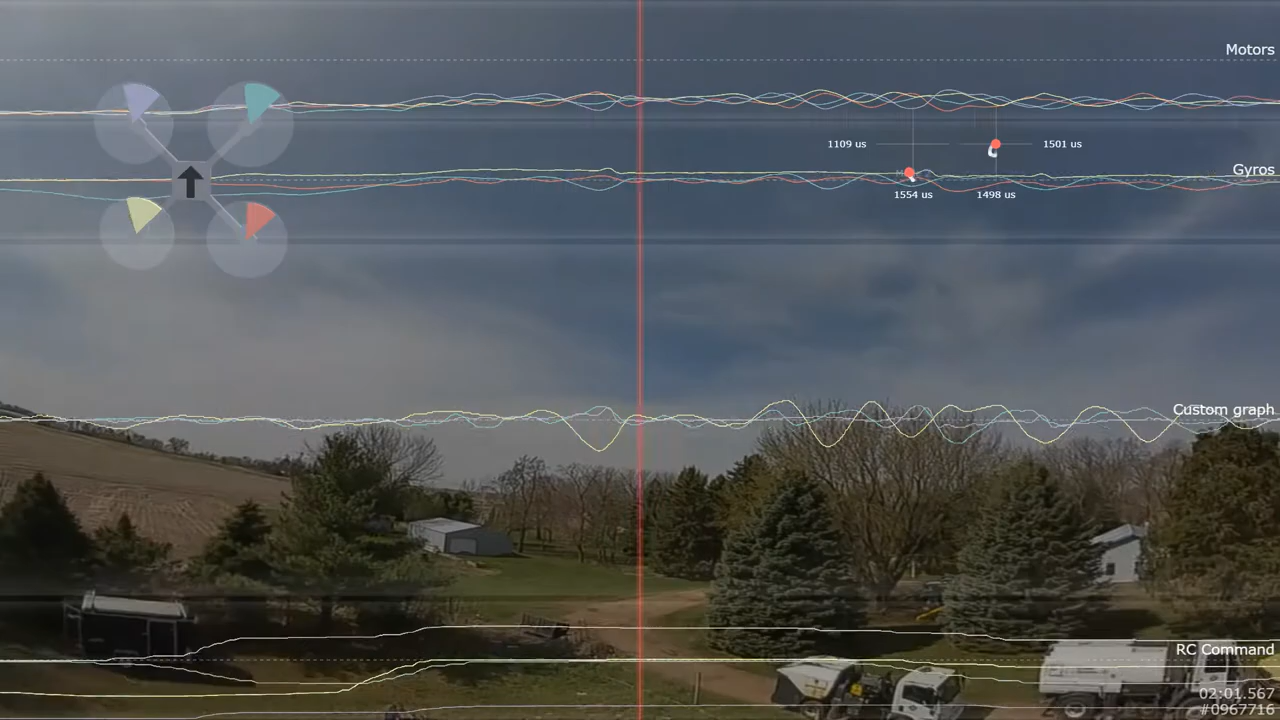 Motors
1109 us
1501 us
Gyros
1554 us
1498 us
Custom graph
RC Command
02:01.567
#0967716